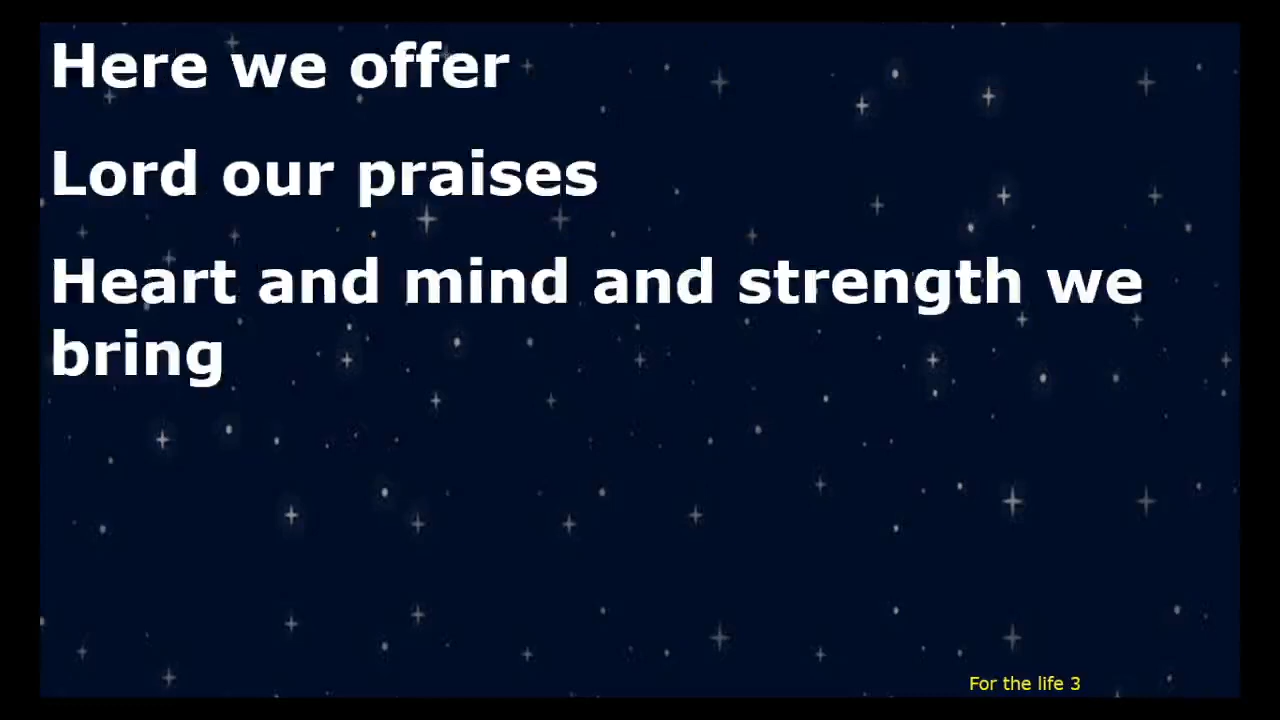 Here we offer
Lord our praises
Heart and mind and strength we
bring
For the life 3